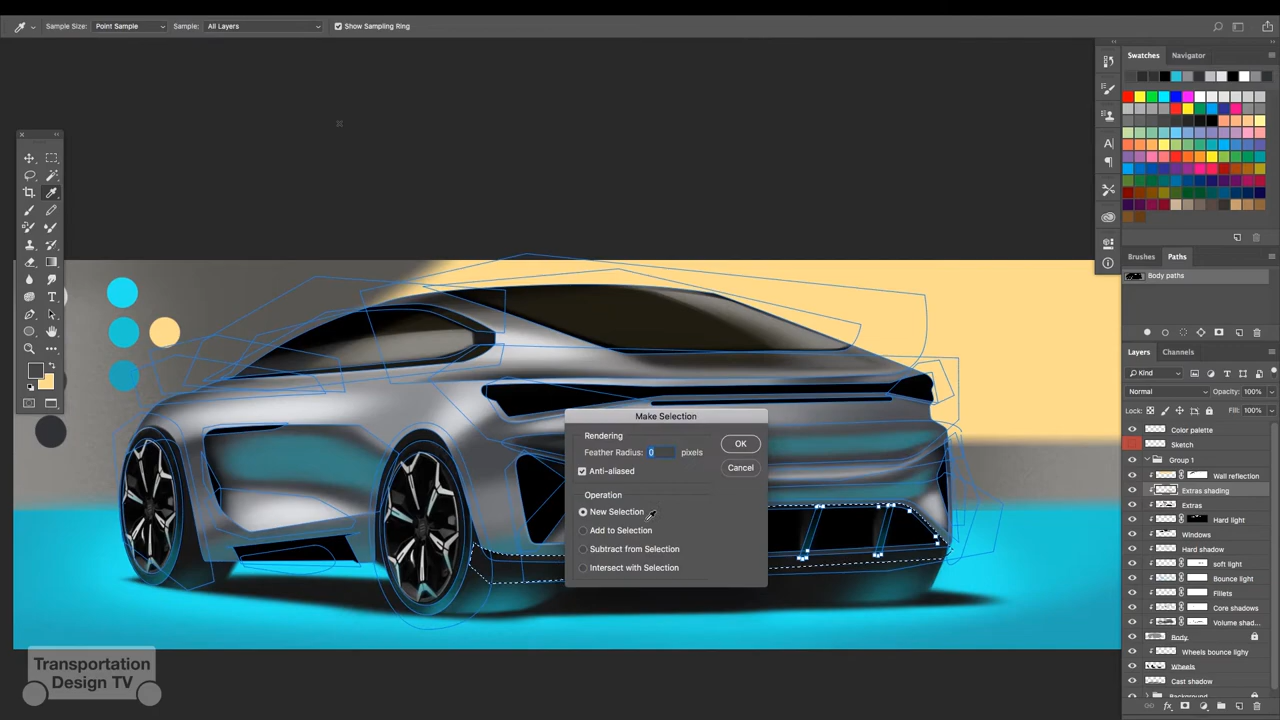 Sample Size: Point Sample Sample: All Layers Show Sampling Ring
Swatches Navigator
Brushes Paths
Body paths
Layers Channels
Kind
Normal Opacity: 100%
Lock: Fill: 100%
Color palette
Sketch
Group 1
Wall reflection
Extras shading
Extras
Hard light
Windows
Hard shadow
soft light
Bounce light
Fillets
Core shadows
Volume shad...
Body
Wheels bounce lighy
Wheels
Cast shadow
Background
Make Selection
Rendering
Feather Radius: 0 pixels
Anti-aliased
Operation
New Selection
Add to Selection
Subtract from Selection
Intersect with Selection
OK
Cancel
Transportation
Design TV